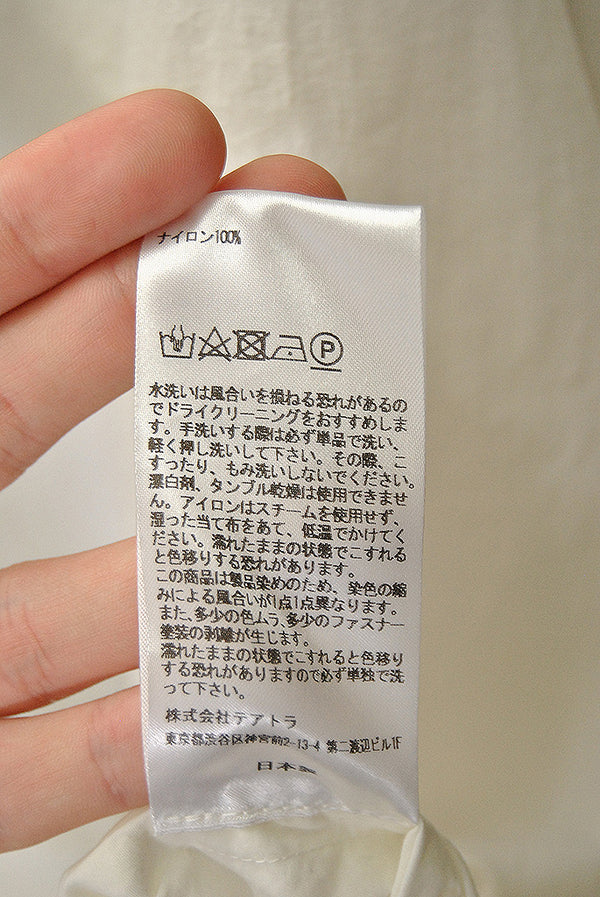 ナイロン100%
P
水洗いは風合いを損ねる恐れがあるの
でドライクリーニングをおすすめしま
す。手洗いする際は必ず単品で洗い、
軽く押し洗いして下さい。その際、こ
すったり、もみ洗いしないでください。
漂白剤、タンブル乾燥は使用できませ
ん。アイロンはスチームを使用せず、
湿った当て布をあて、低温でかけてく
ださい。濡れたままの状態でこすれる
と色移りする恐れがあります。
この商品は製品染めのため、染色の縮
みによる風合いが1点1点異なります。
また、多少の色ムラ、多少のファスナー
塗装の剥離が生じます。
濡れたままの状態でこすれると色移り
する恐れがありますので必ず単独で洗
って下さい。
株式会社テアトラ
東京都渋谷区神宮前2-13-4 第二渡辺ビル1F
日本製